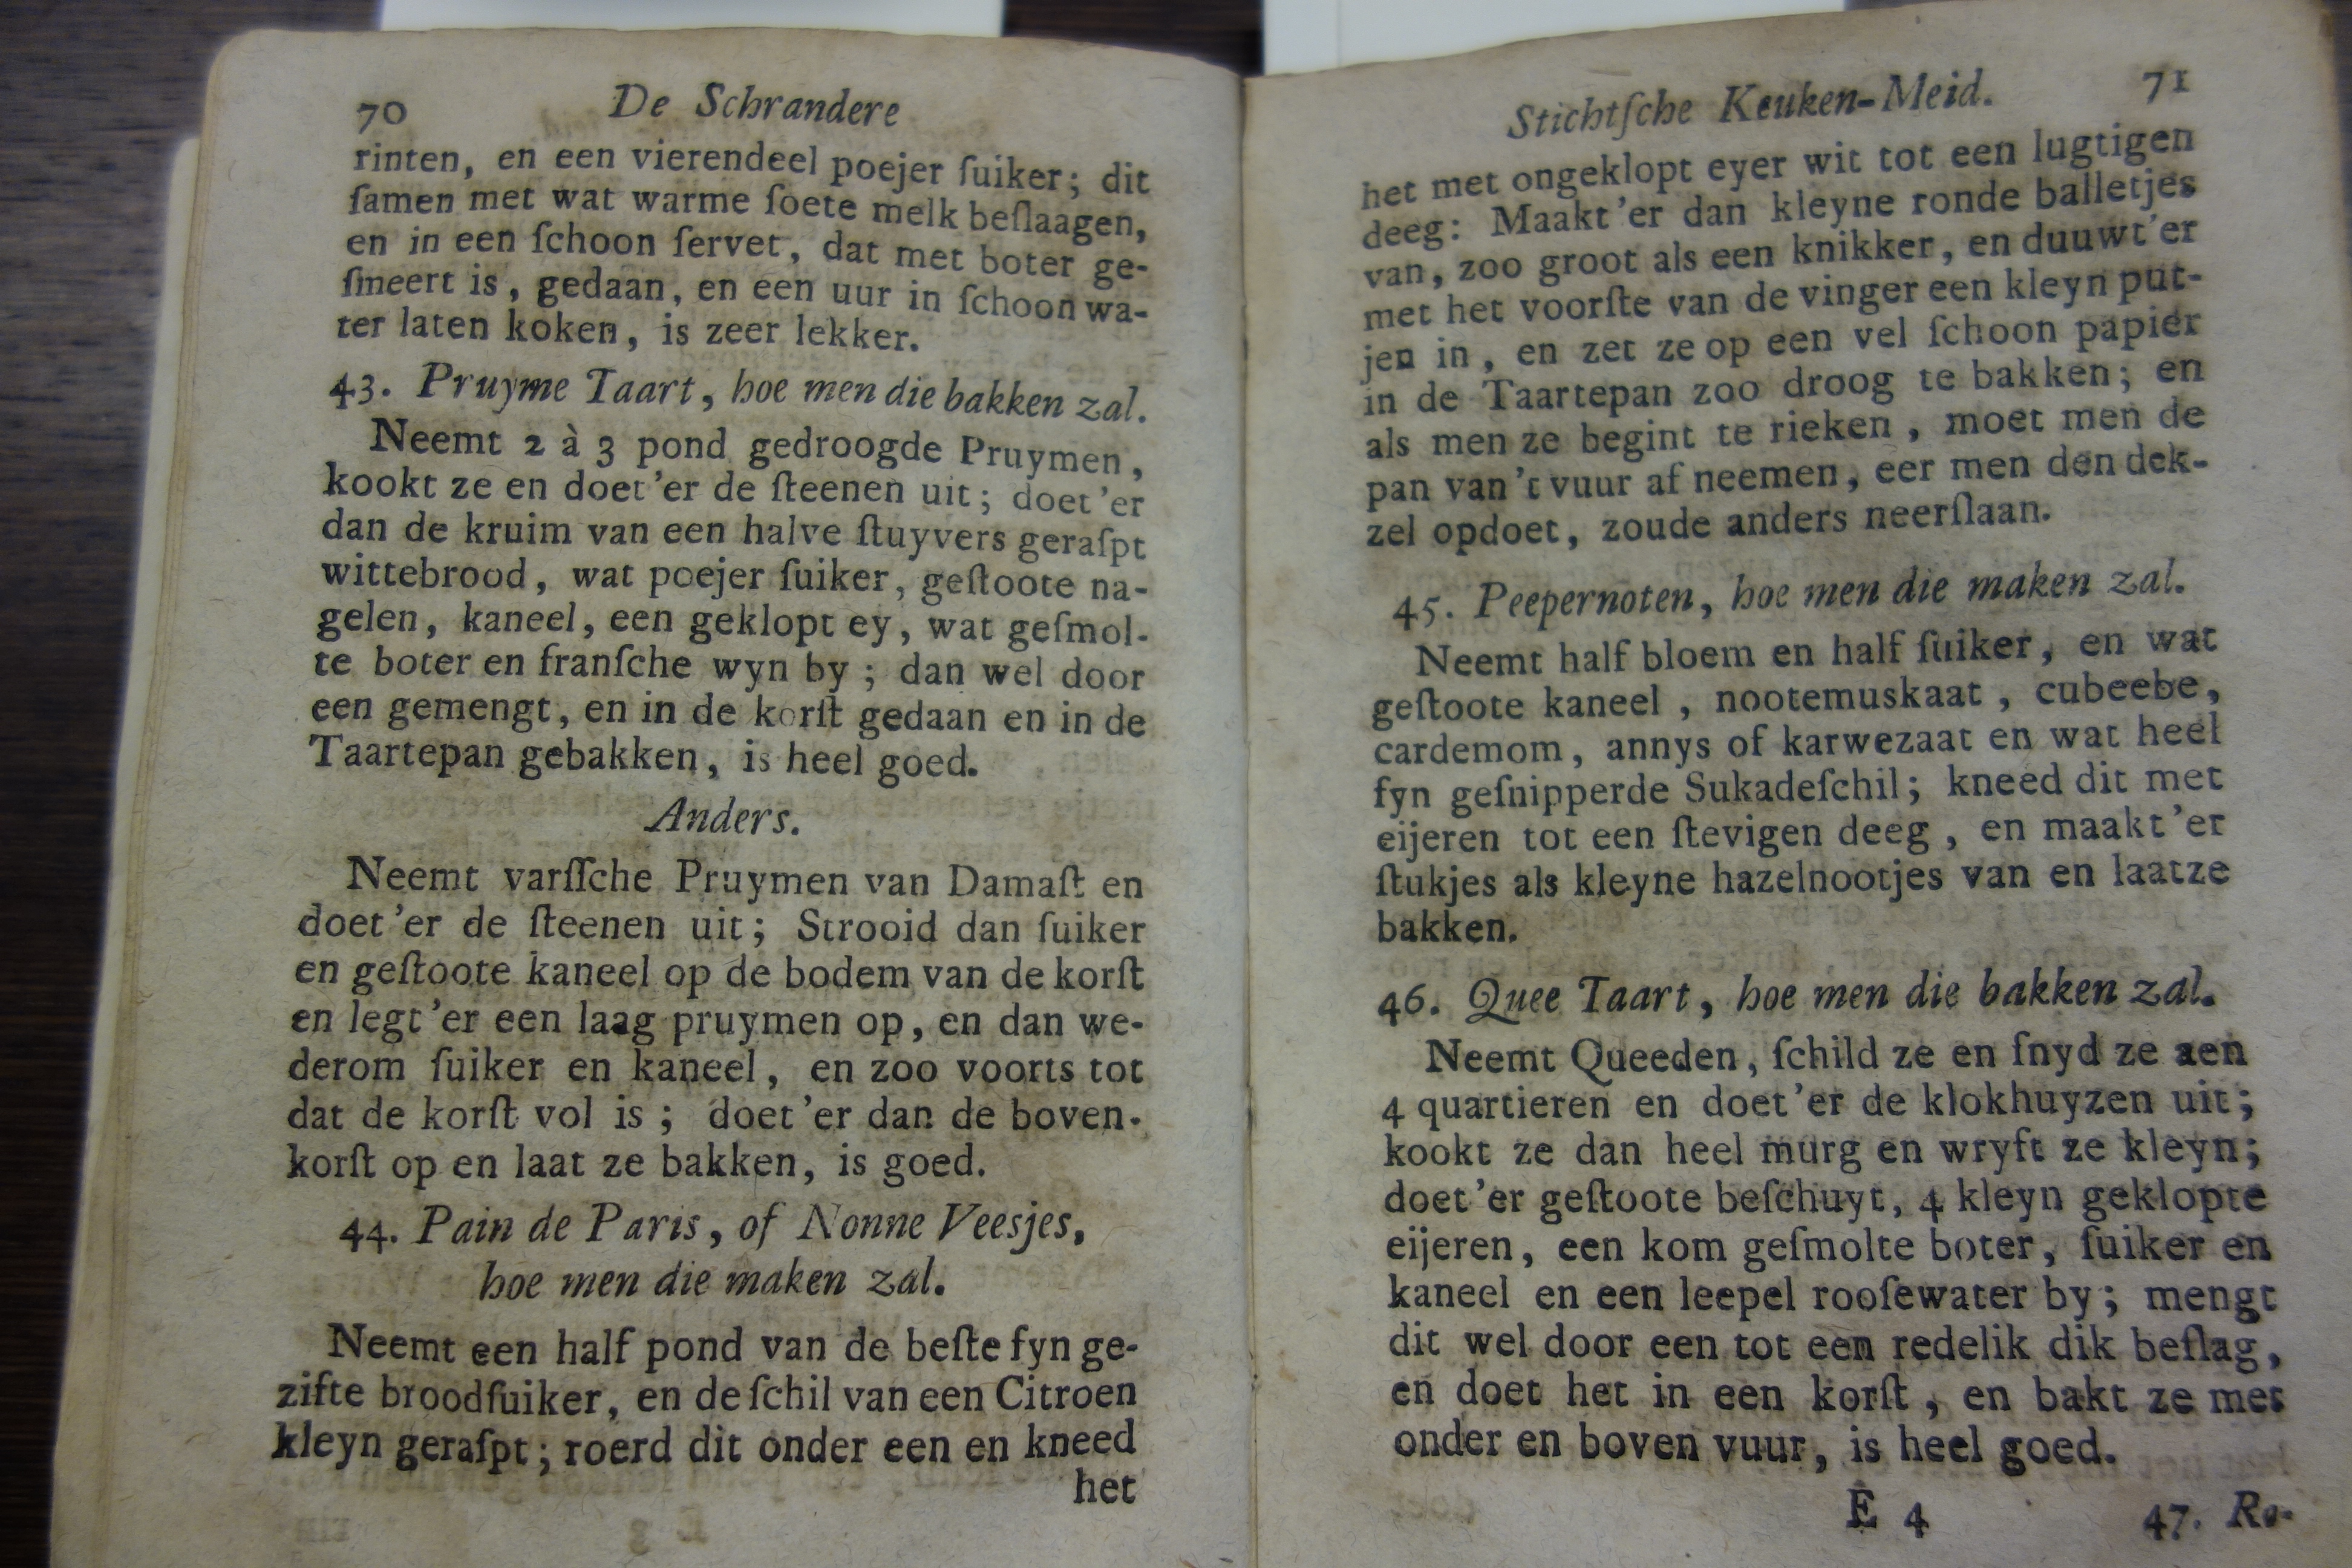 70 De Schrandere
rinten, en een vierendeel poejer ſuiker; dit
ſamen met wat warme ſoete melk beſlaagen,
en in een ſchoon ſervet, dat met boter ge-
ſmeert is, gedaan, en een uur in ſchoon wa-
ter laten koken, is zeer lekker.
43. Pruyme Taart, hoe men die bakken zal.
Neemt 2 à 3 pond gedroogde Pruymen,
kookt ze en doet 'er de ſteenen uit; doet 'er
dan de kruim van een halve ſtuyvers geraſpt
wittebrood, wat poejer ſuiker, geſtoote na-
gelen, kaneel, een geklopt ey, wat geſmol-
te boter en franſche wyn by; dan wel door
een gemengt, en in de korſt gedaan en in de
Taartepan gebakken, is heel goed.
Anders.
Neemt varſſche Pruymen van Damaſt en
doet 'er de ſteenen uit; Strooid dan ſuiker
en geſtoote kaneel op de bodem van de korſt
en legt 'er een laag pruymen op, en dan we-
derom ſuiker en kaneel, en zoo voorts tot
dat de korſt vol is; doet 'er dan de boven-
korſt op en laat ze bakken, is goed.
44. Pain de Paris, of Nonne Veesjes,
hoe men die maken zal.
Neemt een half pond van de beſte fyn ge-
zifte broodſuiker, en de ſchil van een Citroen
kleyn geraſpt; roerd dit onder een en kneed
het
Stichtſche Keuken-Meid. 71
het met ongeklopt eyer wit tot een lugtigen
deeg: Maakt 'er dan kleyne ronde balletjes
van, zoo groot als een knikker, en duuwt 'er
met het voorſte van de vinger een kleyn put-
jen in, en zet ze op een vel ſchoon papier
in de Taartepan zoo droog te bakken; en
als men ze begint te rieken, moet men de
pan van 't vuur af neemen, eer men den dek-
zel opdoet, zoude anders neerſlaan.
45. Peepernoten, hoe men die maken zal.
Neemt half bloem en half ſuiker, en wat
geſtoote kaneel, nootemuskaat, cubeebe,
cardemom, annys of karwezaat en wat heel
fyn geſnipperde Sukadeſchil; kneed dit met
eijeren tot een ſtevigen deeg, en maakt 'er
ſtukjes als kleyne hazelnootjes van en laatze
bakken.
46. Quee Taart, hoe men die bakken zal.
Neemt Queeden, ſchild ze en ſnyd ze aen
4 quartieren en doet 'er de klokhuyzen uit;
kookt ze dan heel murg en wryft ze kleyn;
doet 'er geſtoote beſchuyt, 4 kleyn geklopte
eijeren, een kom geſmolte boter, ſuiker en
kaneel en een leepel rooſewater by; mengt
dit wel door een tot een redelik dik beſlag,
en doet het in een korſt, en bakt ze met
onder en boven vuur, is heel goed.
E 4 47. Ro-